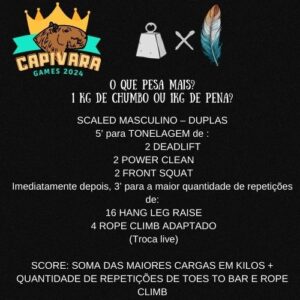 CAPIVARA
GAMES 2024
O QUE PESA MAIS?
1 KG DE CHUMBO OU 1KG DE PENA?
SCALED MASCULINO – DUPLAS
5' para TONELAGEM de :
2 DEADLIFT
2 POWER CLEAN
2 FRONT SQUAT
Imediatamente depois, 3' para a maior quantidade de repetições
de:
16 HANG LEG RAISE
4 ROPE CLIMB ADAPTADO
(Troca live)
SCORE: SOMA DAS MAIORES CARGAS EM KILOS +
QUANTIDADE DE REPETIÇÕES DE TOES TO BAR E ROPE
CLIMB